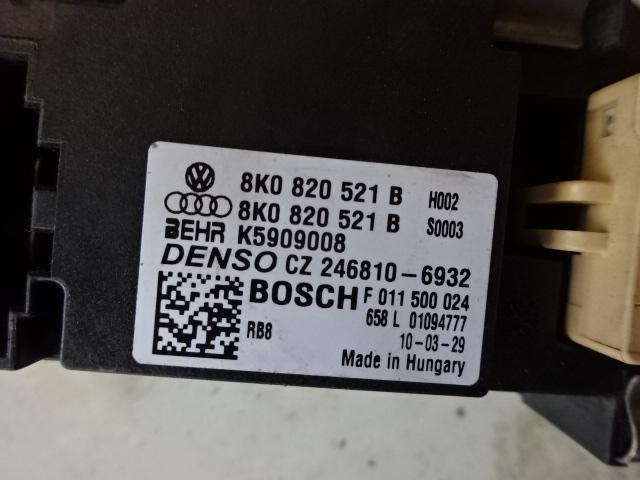 8K0 820 521 B H002
8K0 820 521 B S0003
BEHR K5909008
DENSO CZ 246810-6932
BOSCH F 011 500 024
658 L 01094777
RB8
10-03-29
Made in Hungary